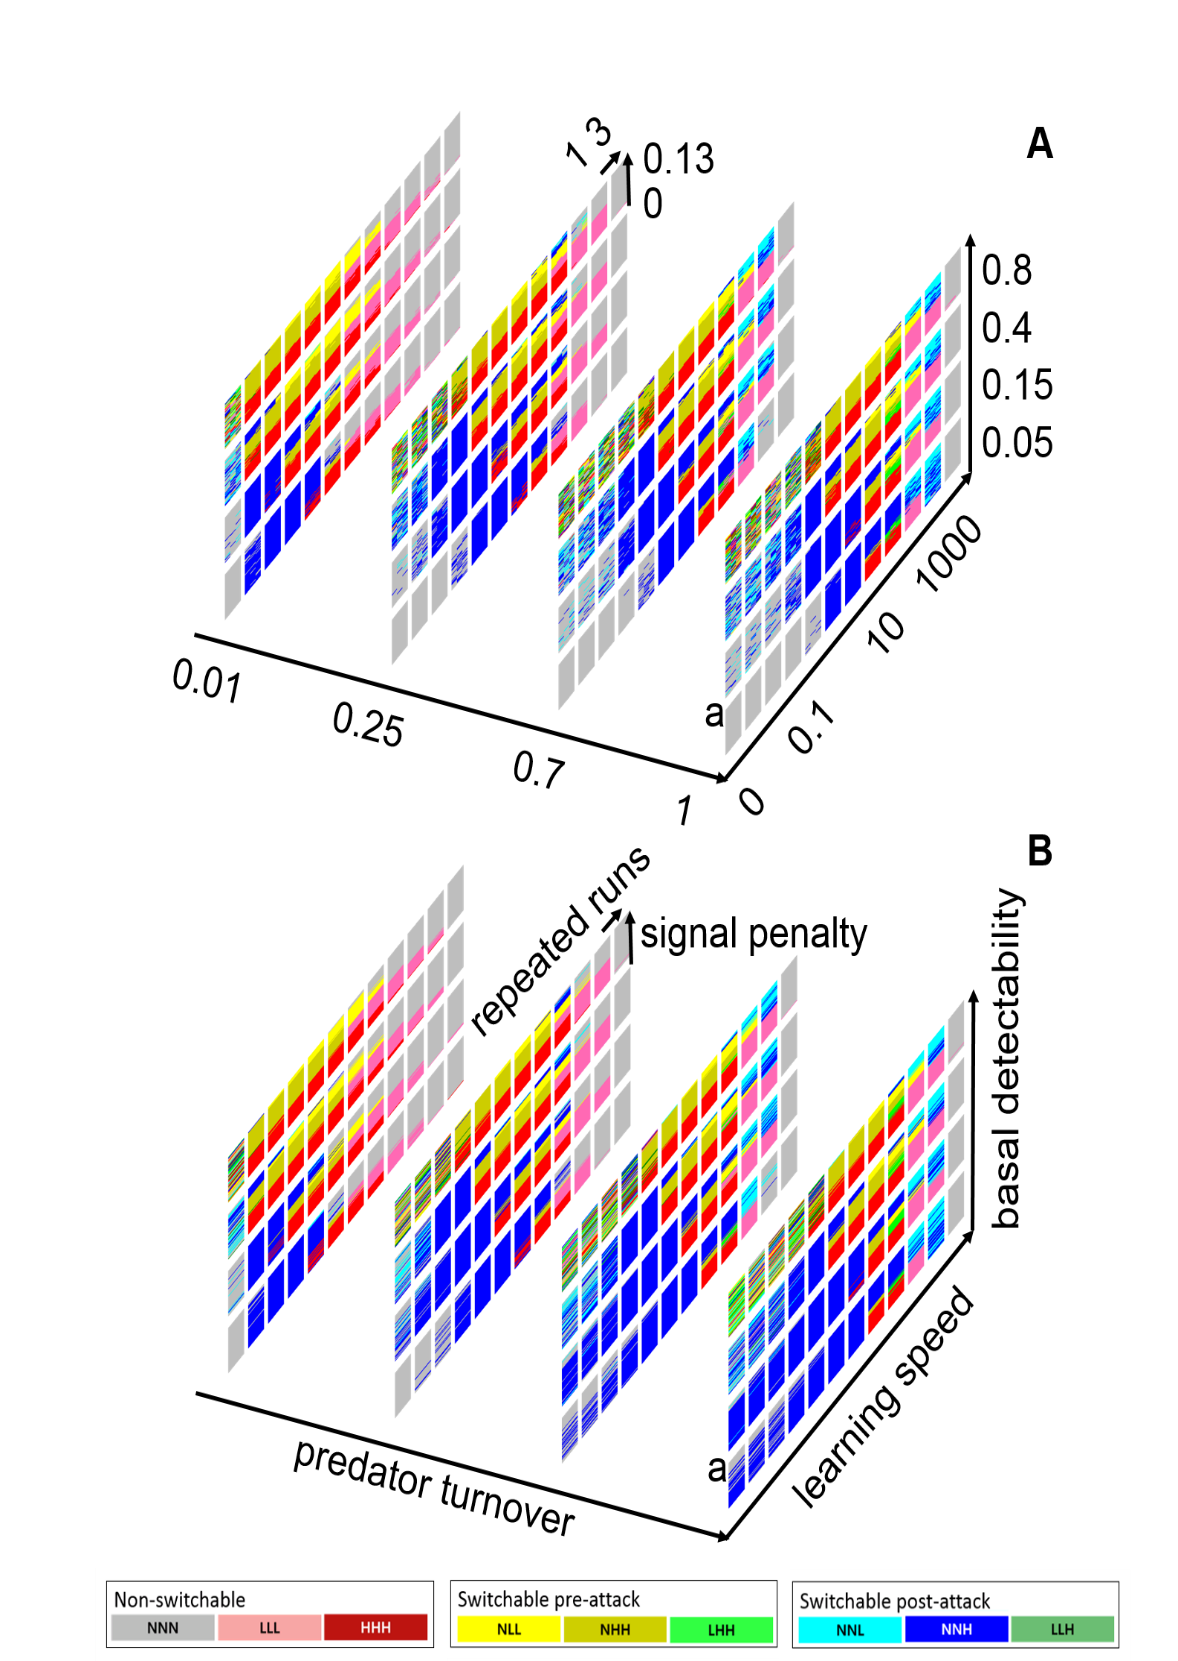 A
1 3
0.13
0
0.8
0.4
0.15
0.05
1000
10
0.1
0
a
0.01
0.25
0.7
1
B
repeated runs
signal penalty
basal detectability
learning speed
a
predator turnover
Non-switchable
NNN LLL HHH
Switchable pre-attack
NLL NHH LHH
Switchable post-attack
NNL NNH LLH